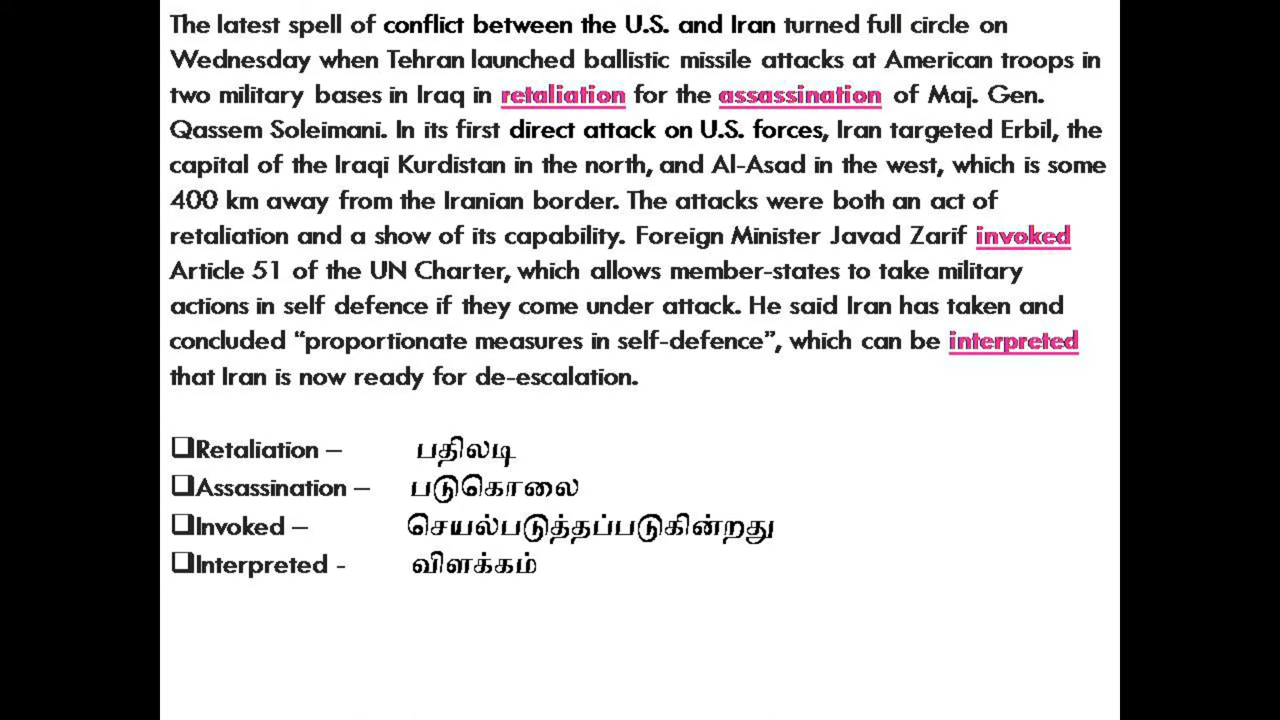 The latest spell of conflict between the U.S. and Iran turned full circle on
Wednesday when Tehran launched ballistic missile attacks at American troops in
two military bases in Iraq in retaliation for the assassination of Maj. Gen.
Qassem Soleimani. In its first direct attack on U.S. forces, Iran targeted Erbil, the
capital of the Iraqi Kurdistan in the north, and Al-Asad in the west, which is some
400 km away from the Iranian border. The attacks were both an act of
retaliation and a show of its capability. Foreign Minister Javad Zarif invoked
Article 51 of the UN Charter, which allows member-states to take military
actions in self defence if they come under attack. He said Iran has taken and
concluded “proportionate measures in self-defence”, which can be interpreted
that Iran is now ready for de-escalation.
❑Retaliation – பதிலடி
❑Assassination – படுகொலை
❑Invoked – செயல்படுத்தப்படுகின்றது
❑Interpreted - விளக்கம்